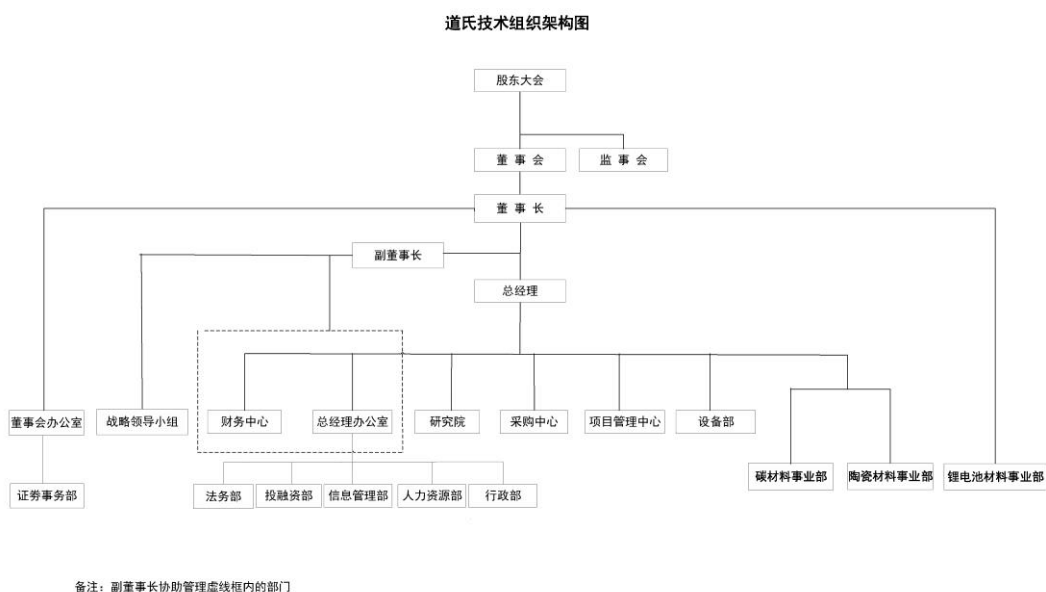 道氏技术组织架构图
股东大会
董 事 会
监 事 会
董 事 长
副董事长
总经理
董事会办公室
战略领导小组
财务中心
总经理办公室
研究院
采购中心
项目管理中心
设备部
碳材料事业部
陶瓷材料事业部
锂电池材料事业部
证劵事务部
法务部
投融资部
信息管理部
人力资源部
行政部
备注：副董事长协助管理虚线框内的部门